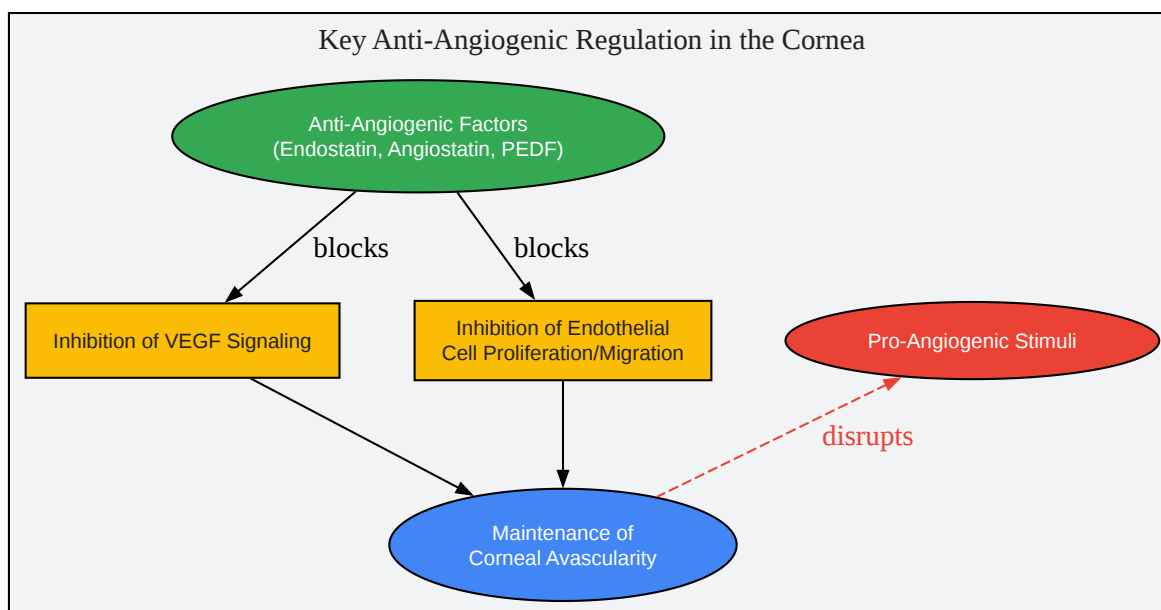 Key Anti-Angiogenic Regulation in the Cornea
Anti-Angiogenic Factors
(Endostatin, Angiostatin, PEDF)
blocks
blocks
Inhibition of VEGF Signaling
Inhibition of Endothelial
Cell Proliferation/Migration
Pro-Angiogenic Stimuli
disrupts
Maintenance of
Corneal Avascularity